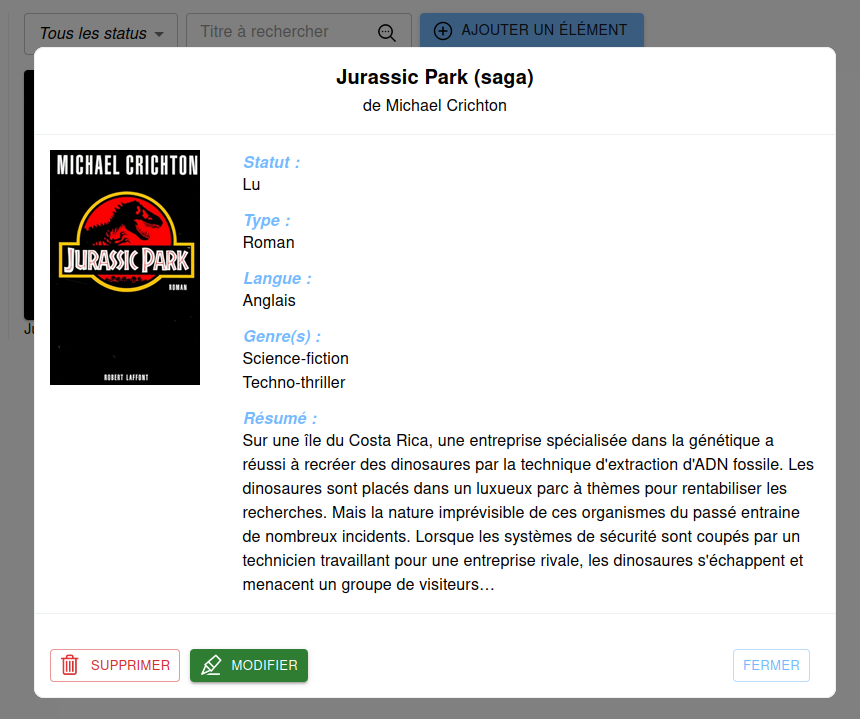 Tous les status
Titre à rechercher
AJOUTER UN ÉLÉMENT
Jurassic Park (saga)
de Michael Crichton
MICHAEL CRICHTON
JURASSIC PARK
ROMAN
ROBERT LAFFONT
Statut :
Lu
Type :
Roman
Langue :
Anglais
Genre(s) :
Science-fiction
Techno-thriller
Résumé :
Sur une île du Costa Rica, une entreprise spécialisée dans la génétique a
réussi à recréer des dinosaures par la technique d'extraction d'ADN fossile. Les
dinosaures sont placés dans un luxueux parc à thèmes pour rentabiliser les
recherches. Mais la nature imprévisible de ces organismes du passé entraine
de nombreux incidents. Lorsque les systèmes de sécurité sont coupés par un
technicien travaillant pour une entreprise rivale, les dinosaures s'échappent et
menacent un groupe de visiteurs…
SUPPRIMER
MODIFIER
FERMER